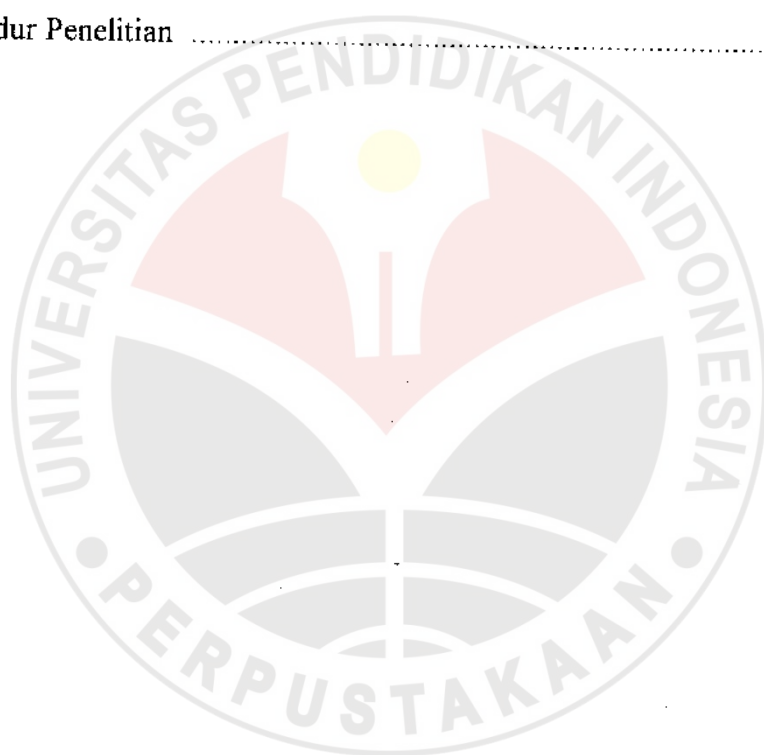 dur Penelitian ........................................................
UNIVERSITAS PENDIDIKAN INDONESIA
• PERPUSTAKAAN •